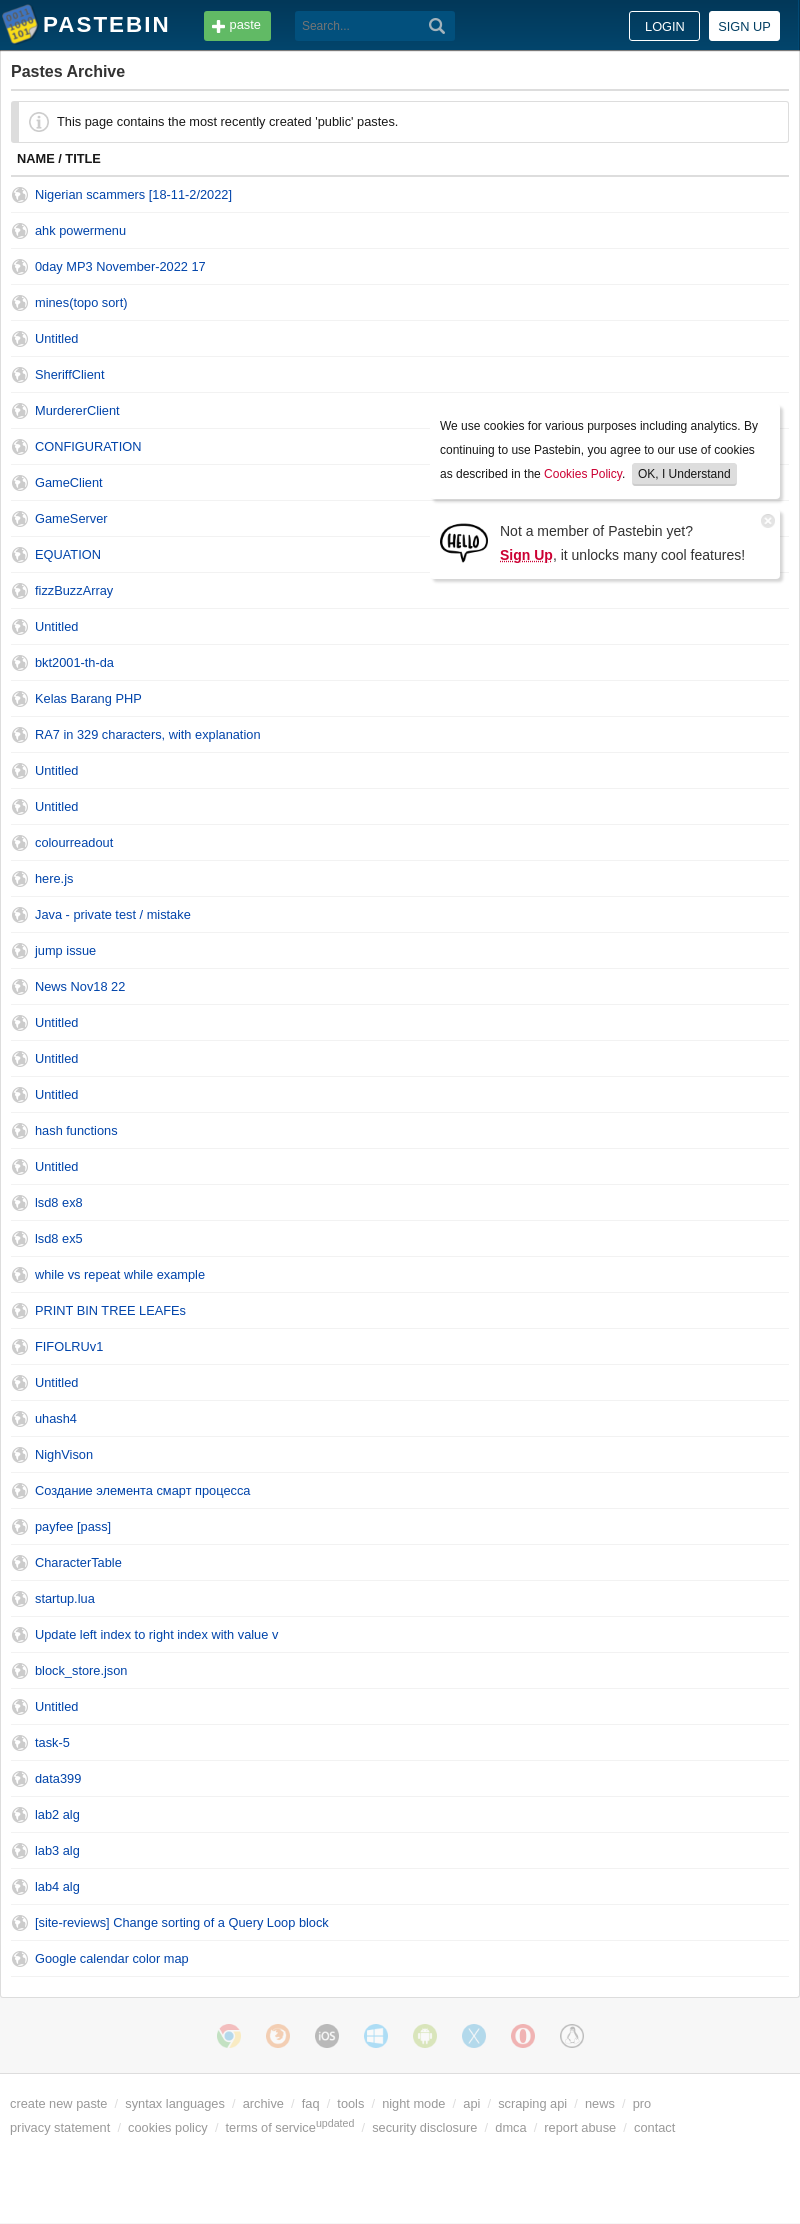 PASTEBIN paste Search... LOGIN SIGN UP
Pastes Archive
This page contains the most recently created 'public' pastes.
NAME / TITLE
Nigerian scammers [18-11-2/2022]
ahk powermenu
0day MP3 November-2022 17
mines(topo sort)
Untitled
SheriffClient
MurdererClient
CONFIGURATION
GameClient
GameServer
EQUATION
We use cookies for various purposes including analytics. By
continuing to use Pastebin, you agree to our use of cookies
as described in the Cookies Policy. OK, I Understand
HELLO
Not a member of Pastebin yet?
Sign Up, it unlocks many cool features!
fizzBuzzArray
Untitled
bkt2001-th-da
Kelas Barang PHP
RA7 in 329 characters, with explanation
Untitled
Untitled
colourreadout
here.js
Java - private test / mistake
jump issue
News Nov18 22
Untitled
Untitled
Untitled
hash functions
Untitled
lsd8 ex8
lsd8 ex5
while vs repeat while example
PRINT BIN TREE LEAFEs
FIFOLRUv1
Untitled
uhash4
NighVison
Создание элемента смарт процесса
payfee [pass]
CharacterTable
startup.lua
Update left index to right index with value v
block_store.json
Untitled
task-5
data399
lab2 alg
lab3 alg
lab4 alg
[site-reviews] Change sorting of a Query Loop block
Google calendar color map
iOS
create new paste / syntax languages / archive / faq / tools / night mode / api / scraping api / news / pro
privacy statement / cookies policy / terms of serviceupdated / security disclosure / dmca / report abuse / contact